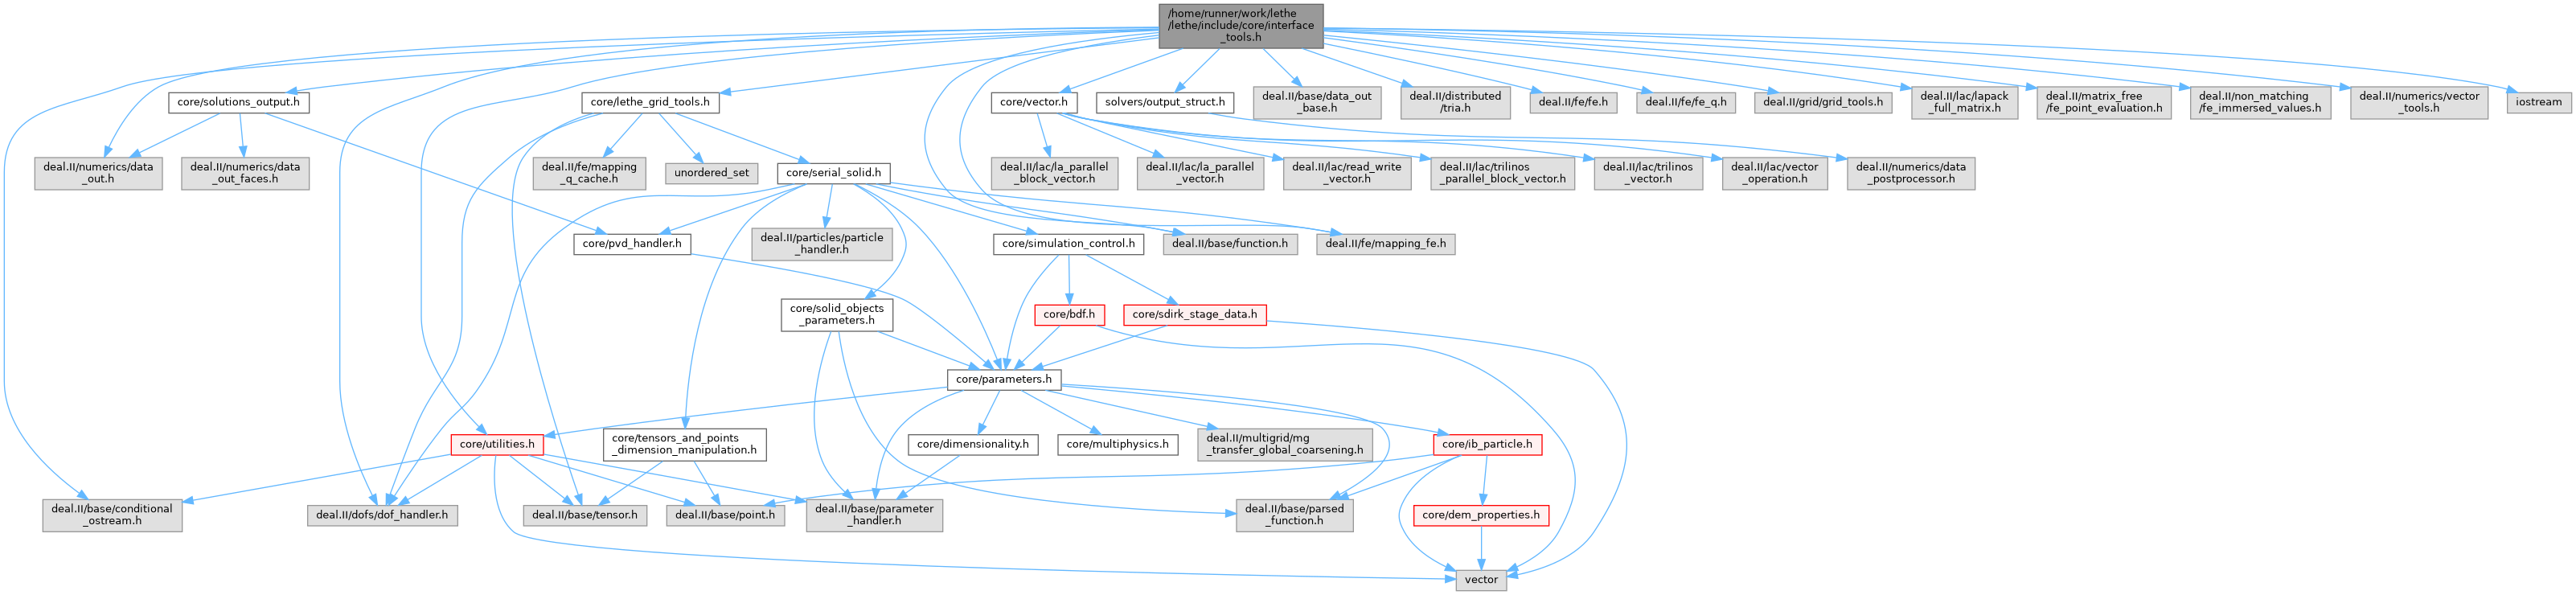 /home/runner/work/lethe
/lethe/include/core/interface
_tools.h
core/solutions_output.h
core/lethe_grid_tools.h
core/vector.h
solvers/output_struct.h
deal.II/base/data_out
_base.h
deal.II/distributed
/tria.h
deal.II/fe/fe.h
deal.II/fe/fe_q.h
deal.II/grid/grid_tools.h
deal.II/lac/lapack
_full_matrix.h
deal.II/matrix_free
/fe_point_evaluation.h
deal.II/non_matching
/fe_immersed_values.h
deal.II/numerics/vector
_tools.h
iostream
deal.II/numerics/data
_out.h
deal.II/numerics/data
_out_faces.h
deal.II/fe/mapping
_q_cache.h
unordered_set
core/serial_solid.h
deal.II/lac/la_parallel
_block_vector.h
deal.II/lac/la_parallel
_vector.h
deal.II/lac/read_write
_vector.h
deal.II/lac/trilinos
_parallel_block_vector.h
deal.II/lac/trilinos
_vector.h
deal.II/lac/vector
_operation.h
deal.II/numerics/data
_postprocessor.h
core/pvd_handler.h
deal.II/particles/particle
_handler.h
core/simulation_control.h
deal.II/base/function.h
deal.II/fe/mapping_fe.h
core/solid_objects
_parameters.h
core/bdf.h
core/sdirk_stage_data.h
core/parameters.h
core/utilities.h
core/tensors_and_points
_dimension_manipulation.h
core/dimensionality.h
core/multiphysics.h
deal.II/multigrid/mg
_transfer_global_coarsening.h
core/ib_particle.h
deal.II/base/conditional
_ostream.h
deal.II/dofs/dof_handler.h
deal.II/base/tensor.h
deal.II/base/point.h
deal.II/base/parameter
_handler.h
deal.II/base/parsed
_function.h
core/dem_properties.h
vector